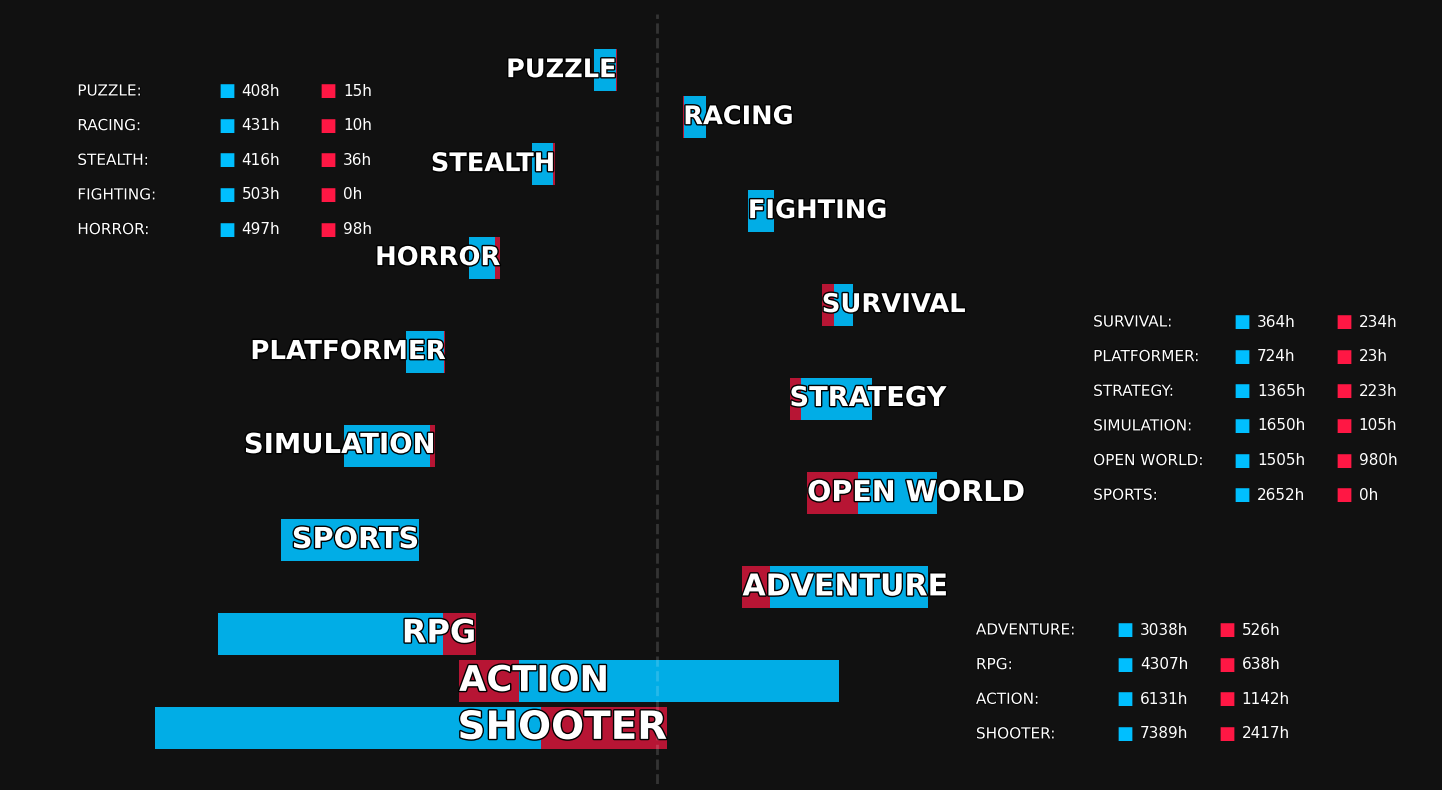 PUZZLE
PUZZLE: 408h 15h
RACING
RACING: 431h 10h
STEALTH
STEALTH: 416h 36h
FIGHTING: 503h 0h
FIGHTING
HORROR: 497h 98h
HORROR
SURVIVAL
SURVIVAL: 364h 234h
PLATFORMER
PLATFORMER: 724h 23h
STRATEGY
STRATEGY: 1365h 223h
SIMULATION: 1650h 105h
SIMULATION
OPEN WORLD: 1505h 980h
OPEN WORLD
SPORTS: 2652h 0h
SPORTS
ADVENTURE
ADVENTURE: 3038h 526h
RPG
RPG: 4307h 638h
ACTION
ACTION: 6131h 1142h
SHOOTER
SHOOTER: 7389h 2417h